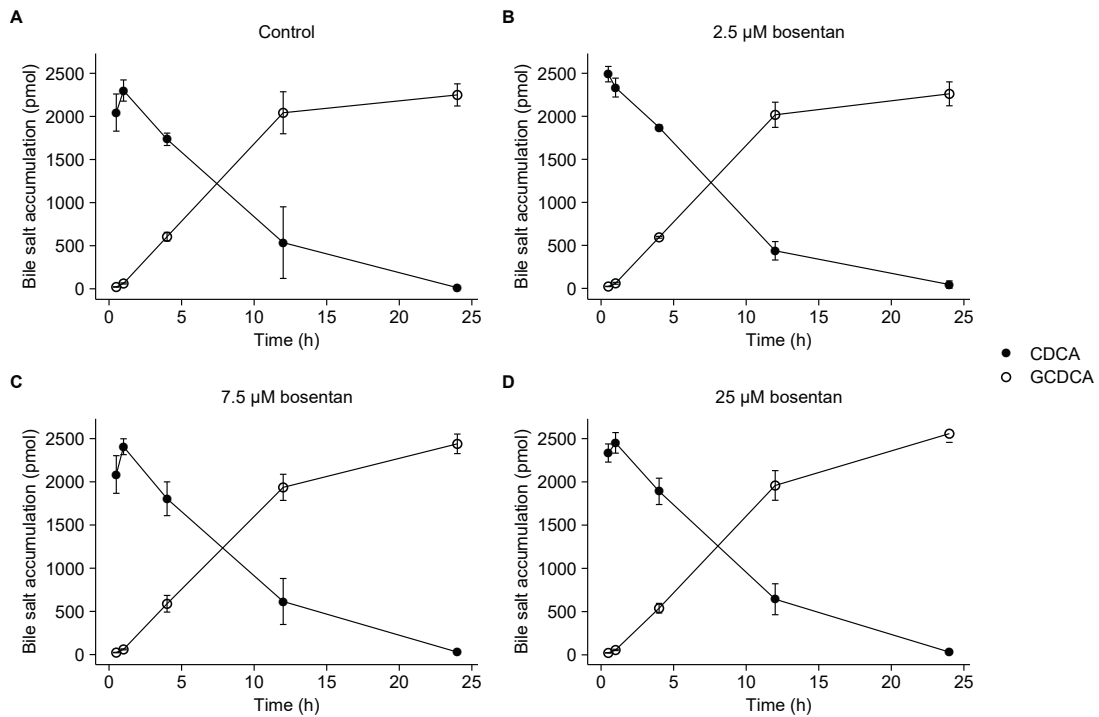 A
Control
Bile salt accumulation (pmol)
2500
2000
1500
1000
500
0
0 5 10 15 20 25
Time (h)
B
2.5 µM bosentan
Bile salt accumulation (pmol)
2500
2000
1500
1000
500
0
0 5 10 15 20 25
Time (h)
CDCA
GCDCA
C
7.5 µM bosentan
Bile salt accumulation (pmol)
2500
2000
1500
1000
500
0
0 5 10 15 20 25
Time (h)
D
25 µM bosentan
Bile salt accumulation (pmol)
2500
2000
1500
1000
500
0
0 5 10 15 20 25
Time (h)